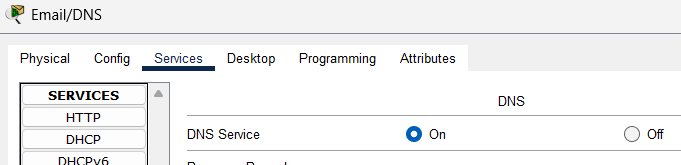 Email/DNS
Physical Config Services Desktop Programming Attributes
SERVICES
HTTP
DHCP
DHCPv6
DNS
DNS Service On Off